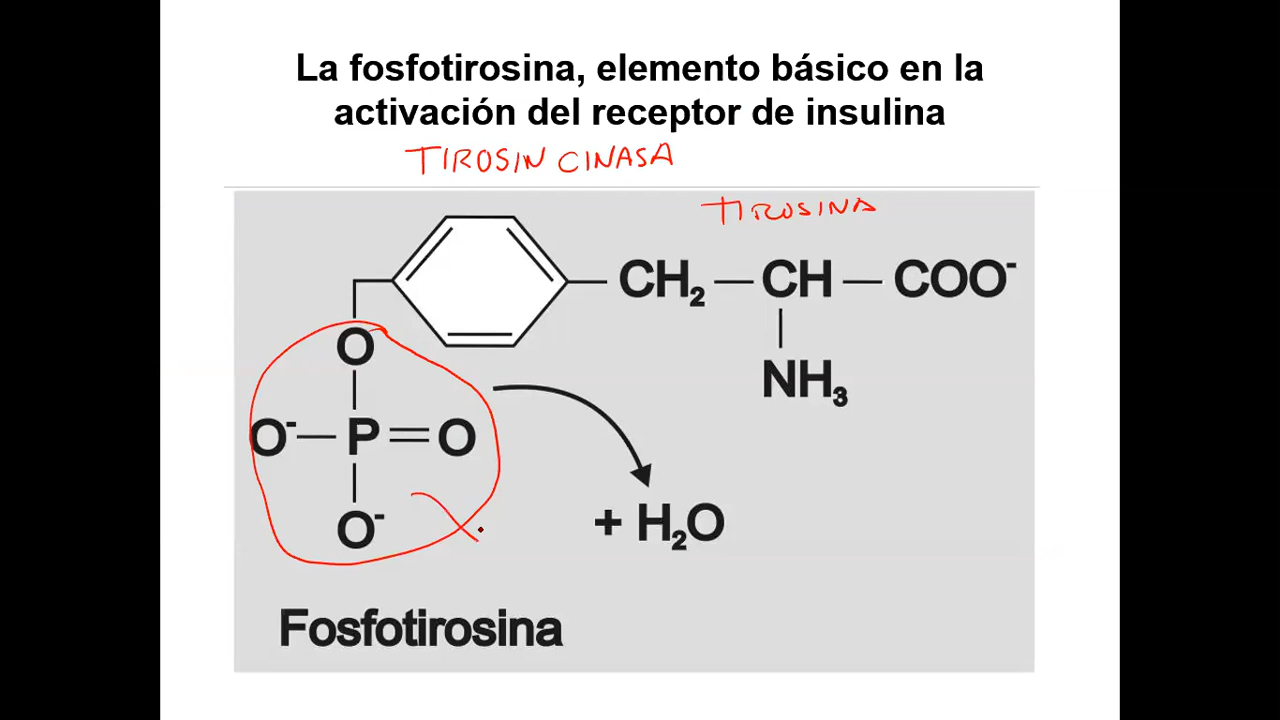 La fosfotirosina, elemento básico en la
activación del receptor de insulina
TIROSIN CINASA
TIROSINA
CH₂ — CH — COO⁻
O
NH₃
O⁻ — P = O
O⁻
+ H₂O
Fosfotirosina